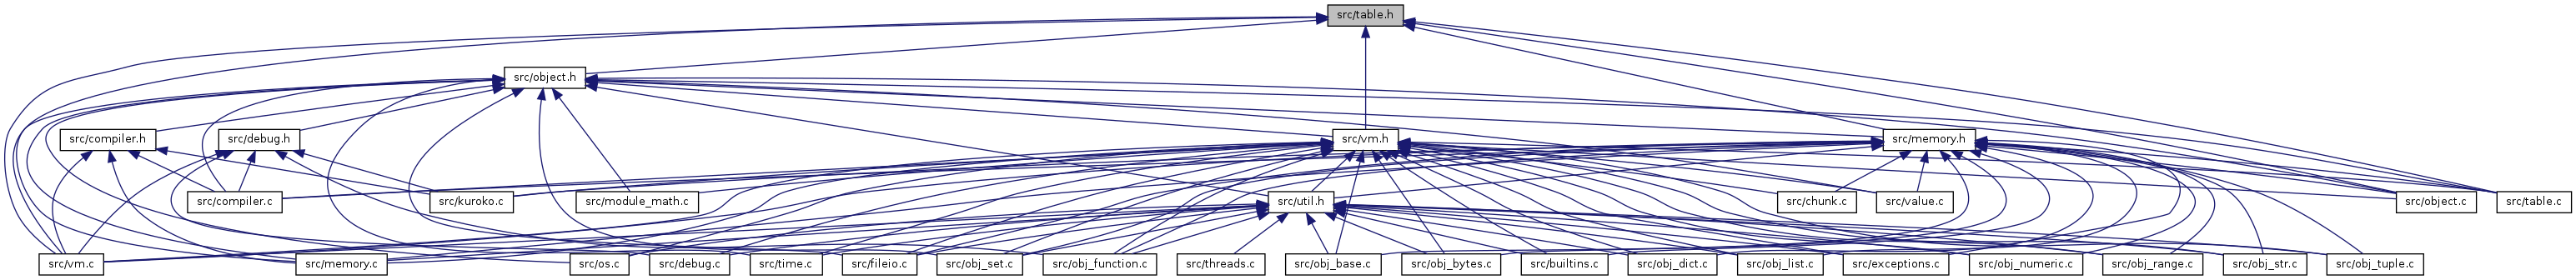 src/table.h
src/object.h
src/compiler.h
src/debug.h
src/vm.h
src/memory.h
src/compiler.c
src/kuroko.c
src/module_math.c
src/util.h
src/chunk.c
src/value.c
src/object.c
src/table.c
src/vm.c
src/memory.c
src/os.c
src/debug.c
src/time.c
src/fileio.c
src/obj_set.c
src/obj_function.c
src/threads.c
src/obj_base.c
src/obj_bytes.c
src/builtins.c
src/obj_dict.c
src/obj_list.c
src/exceptions.c
src/obj_numeric.c
src/obj_range.c
src/obj_str.c
src/obj_tuple.c